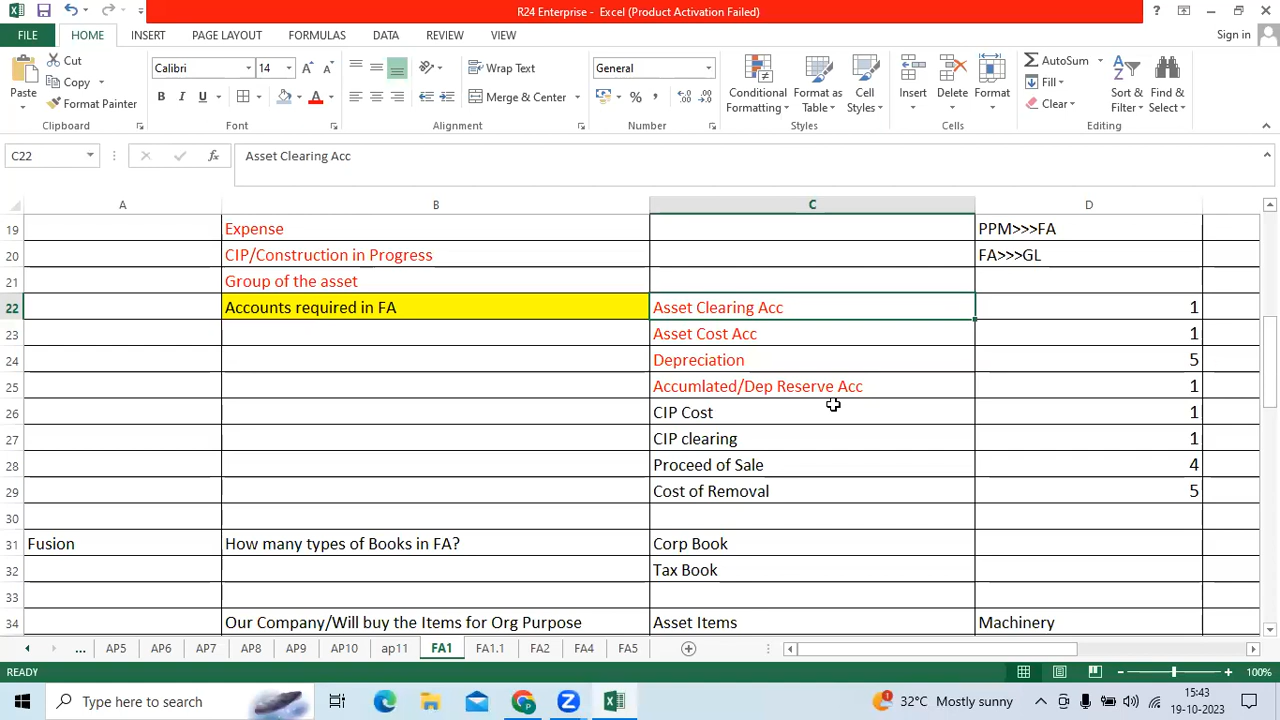 R24 Enterprise - Excel (Product Activation Failed)
FILE HOME INSERT PAGE LAYOUT FORMULAS DATA REVIEW VIEW Sign in
Paste
Cut
Copy
Format Painter
Clipboard
Calibri 14
B I U
Font
Wrap Text
Merge & Center
Alignment
General
Number
Conditional Formatting
Format as Table
Cell Styles
Styles
Insert
Delete
Format
Cells
AutoSum
Fill
Clear
Sort & Filter
Find & Select
Editing
C22
fx
Asset Clearing Acc
A B C D
19 Expense PPM>>>FA
20 CIP/Construction in Progress FA>>>GL
21 Group of the asset
22 Accounts required in FA Asset Clearing Acc 1
23 Asset Cost Acc 1
24 Depreciation 5
25 Accumlated/Dep Reserve Acc 1
26 CIP Cost 1
27 CIP clearing 1
28 Proceed of Sale 4
29 Cost of Removal 5
30
31 Fusion How many types of Books in FA? Corp Book
32 Tax Book
33
34 Our Company/Will buy the Items for Org Purpose Asset Items Machinery
... AP5 AP6 AP7 AP8 AP9 AP10 ap11 FA1 FA1.1 FA2 FA4 FA5
READY 100%
Type here to search
32°C Mostly sunny
15:43
19-10-2023